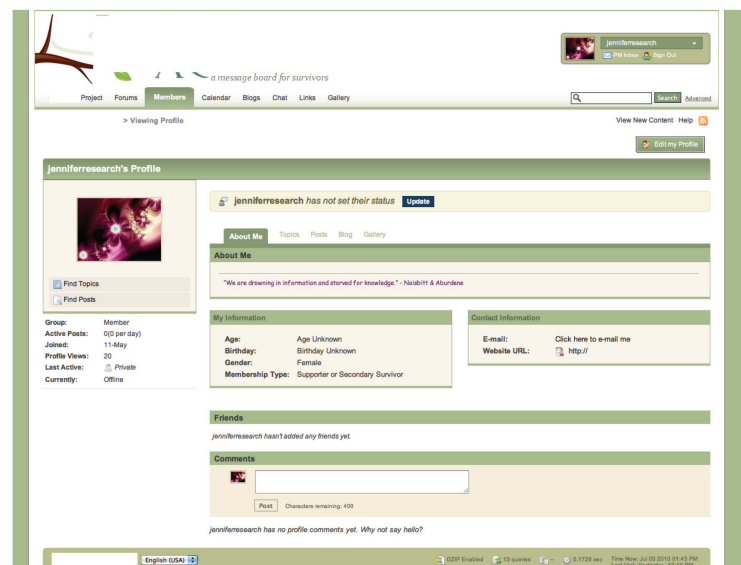 jenniferresearch
PM Inbox Sign Out
a message board for survivors
Project Forums Members Calendar Blogs Chat Links Gallery
Search Advanced
> Viewing Profile
View New Content Help
Edit my Profile
jenniferresearch's Profile
jenniferresearch has not set their status Update
About Me Topics Posts Blog Gallery
About Me
"We are drowning in information and starved for knowledge." - Naisbitt & Aburdene
Find Topics
Find Posts
Group: Member
Active Posts: 0(0 per day)
Joined: 11-May
Profile Views: 20
Last Active: Private
Currently: Offline
My Information
Age: Age Unknown
Birthday: Birthday Unknown
Gender: Female
Membership Type: Supporter or Secondary Survivor
Contact Information
E-mail: Click here to e-mail me
Website URL: http://
Friends
jenniferresearch hasn't added any friends yet.
Comments
Post Characters remaining: 400
jenniferresearch has no profile comments yet. Why not say hello?
English (USA)
GZIP Enabled 13 queries 0.1729 sec Time Now: Jul 03 2010 01:43 PM